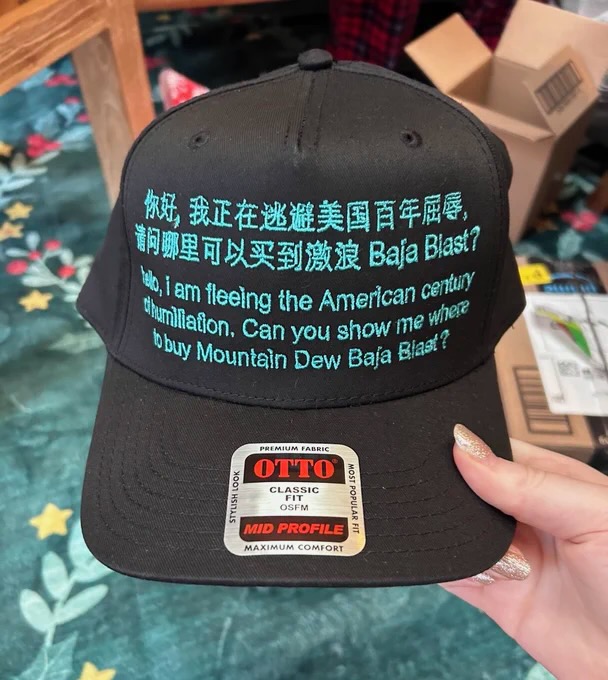 你好, 我正在逃避美国百年屈辱,
请问哪里可以买到激浪 Baja Blast?
Hello, I am fleeing the American century
of humiliation. Can you show me where
to buy Mountain Dew Baja Blast?
PREMIUM FABRIC
STYLISH LOOK
OTTO
CLASSIC
FIT
OSFM
MOST POPULAR FIT
MID PROFILE
MAXIMUM COMFORT